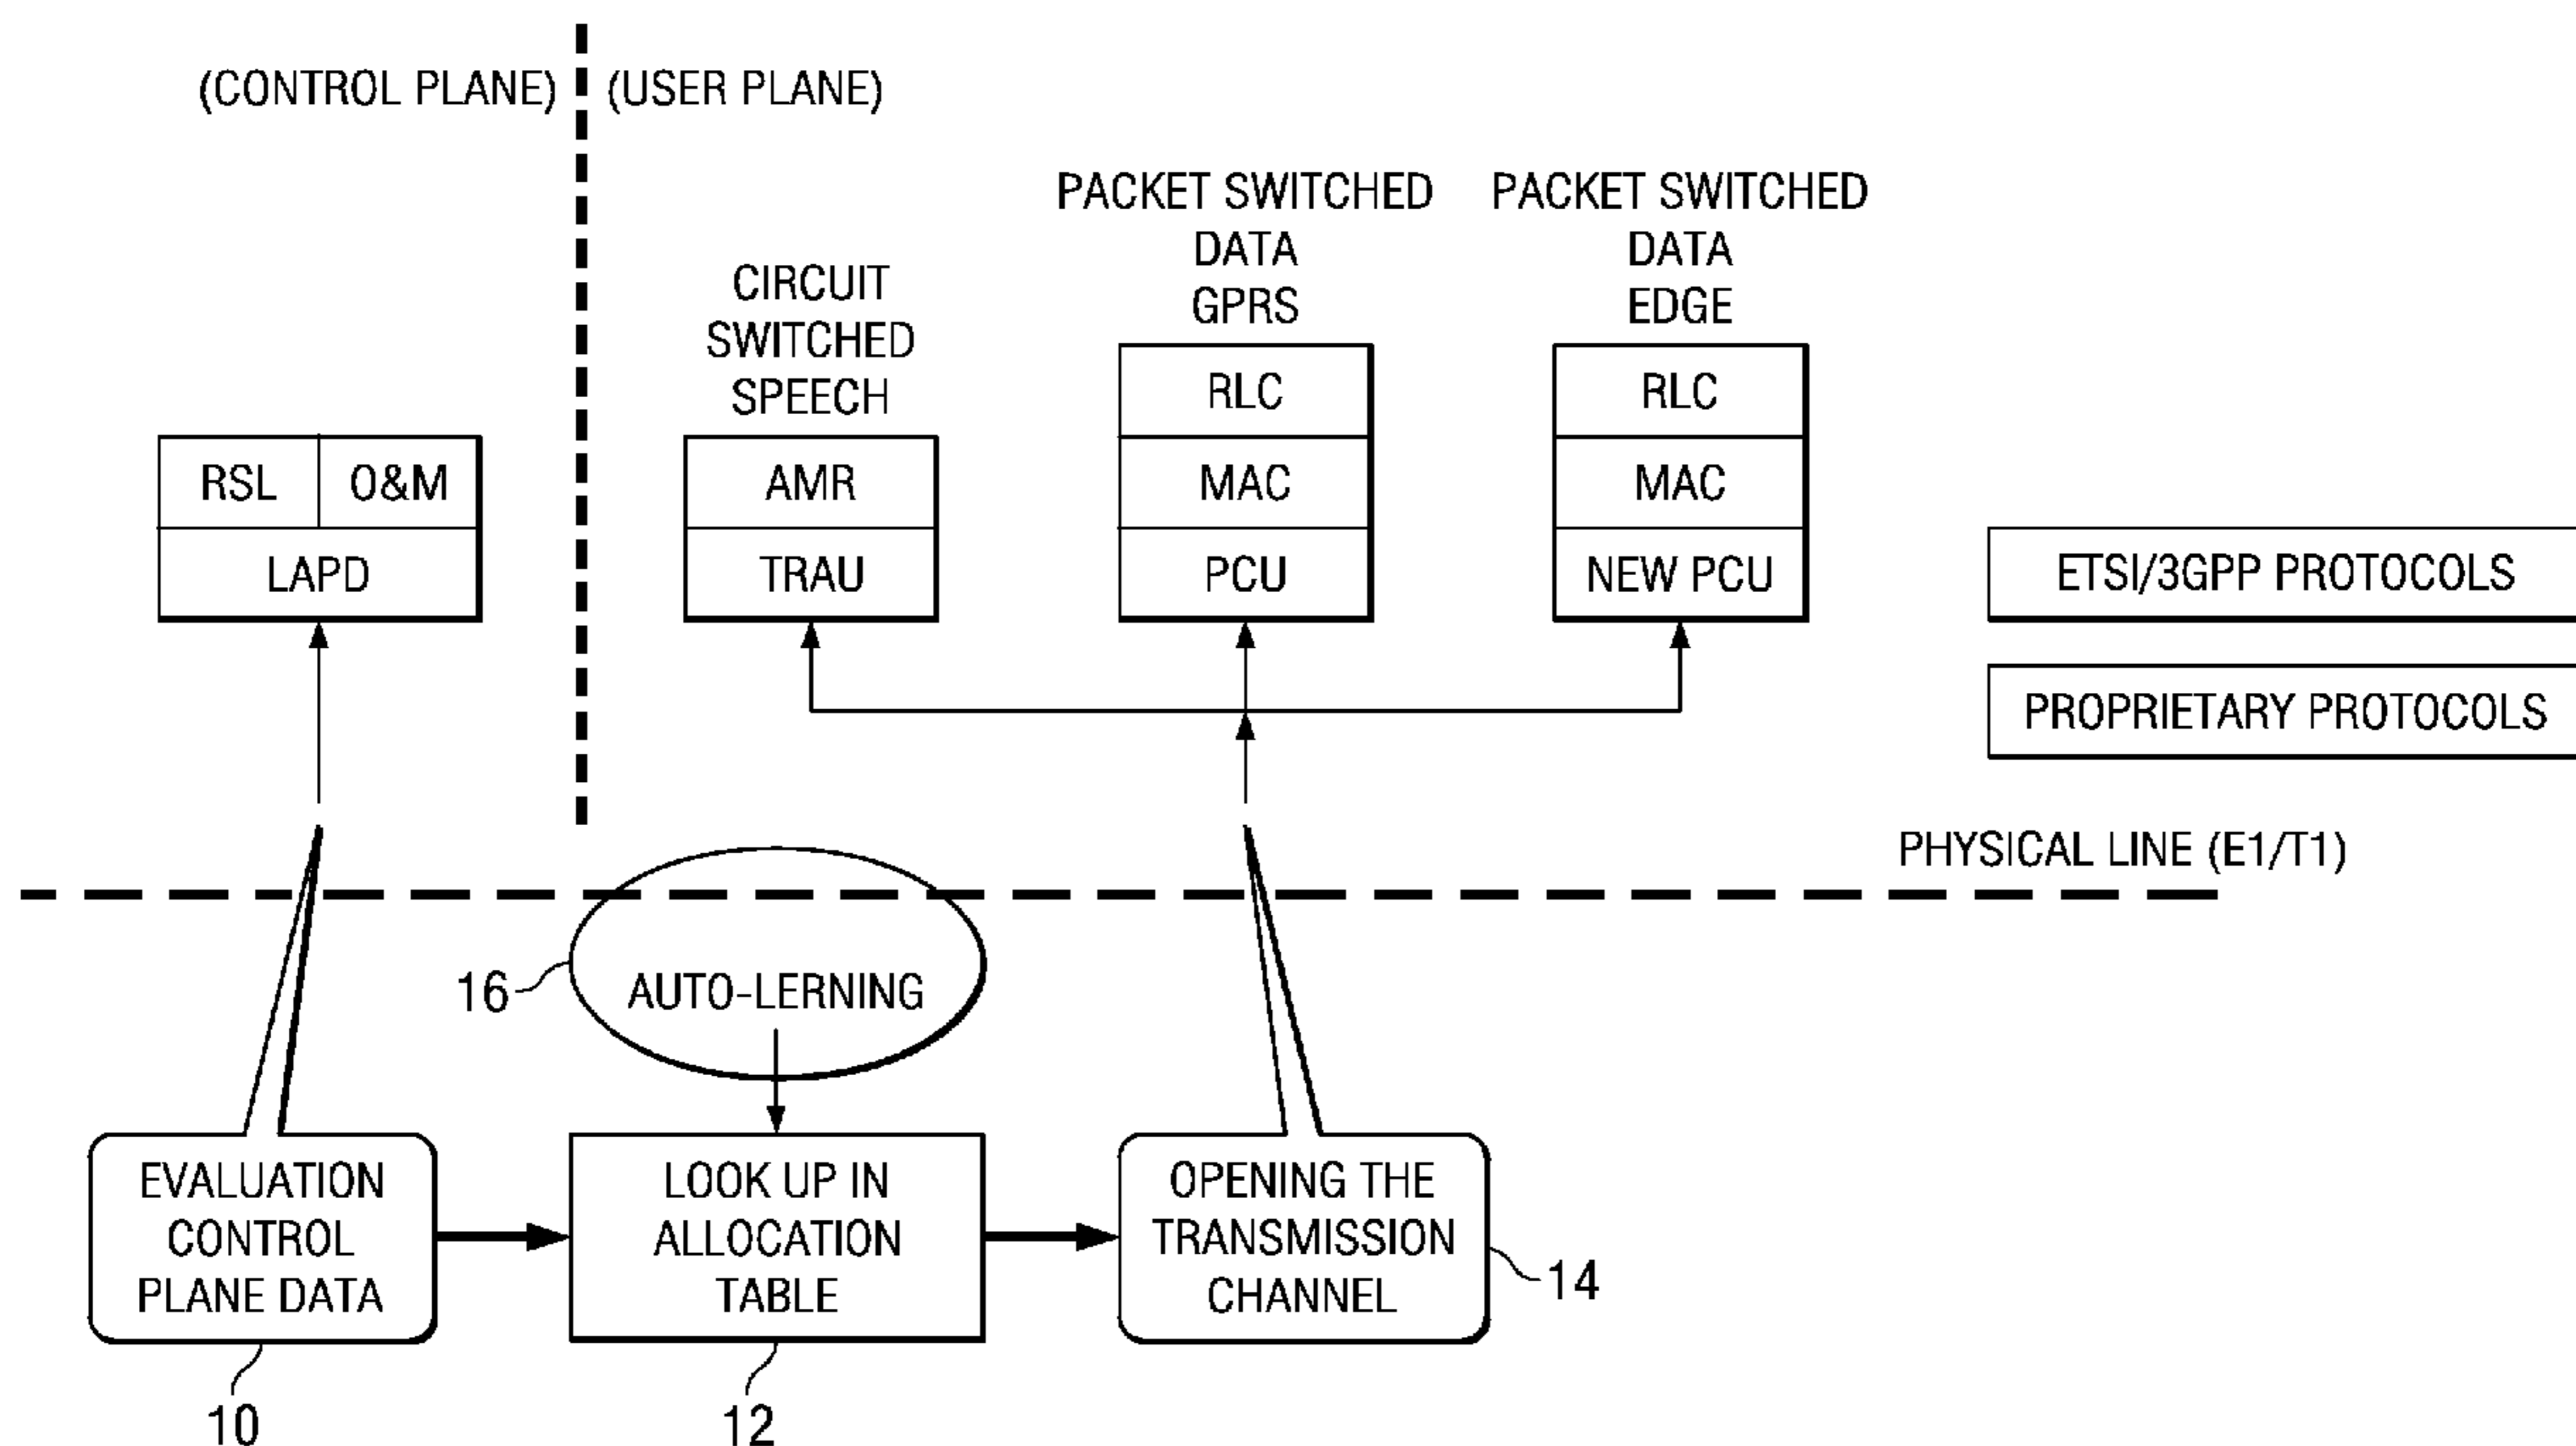 (CONTROL PLANE)
(USER PLANE)
CIRCUIT
SWITCHED
SPEECH
PACKET SWITCHED
DATA
GPRS
PACKET SWITCHED
DATA
EDGE
RSL
O&M
LAPD
AMR
TRAU
RLC
MAC
PCU
RLC
MAC
NEW PCU
ETSI/3GPP PROTOCOLS
PROPRIETARY PROTOCOLS
PHYSICAL LINE (E1/T1)
16
AUTO-LERNING
EVALUATION
CONTROL
PLANE DATA
10
LOOK UP IN
ALLOCATION
TABLE
12
OPENING THE
TRANSMISSION
CHANNEL
14